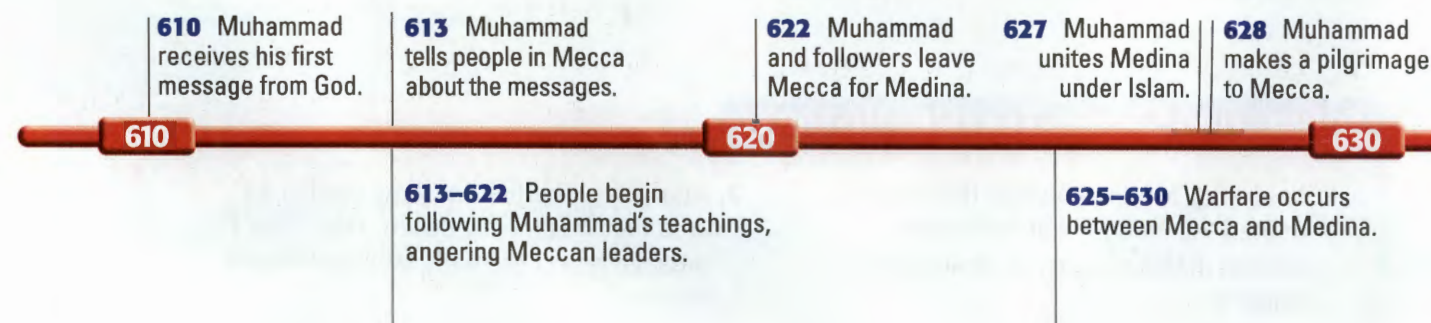 610 Muhammad
receives his first
message from God.
613 Muhammad
tells people in Mecca
about the messages.
622 Muhammad
and followers leave
Mecca for Medina.
627 Muhammad
unites Medina
under Islam.
628 Muhammad
makes a pilgrimage
to Mecca.
610
620
630
613–622 People begin
following Muhammad's teachings,
angering Meccan leaders.
625–630 Warfare occurs
between Mecca and Medina.